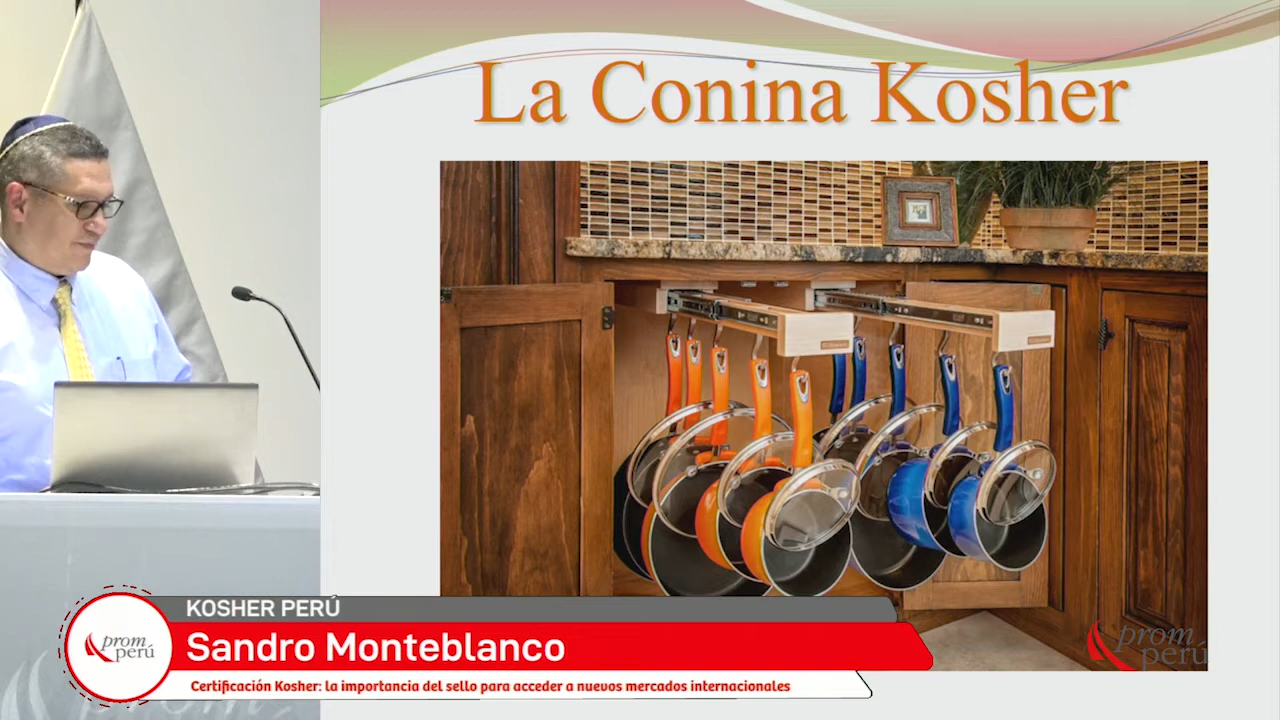 La Conina Kosher
prom
perú
KOSHER PERÚ
Sandro Monteblanco
Certificación Kosher: la importancia del sello para acceder a nuevos mercados internacionales
prom
perú
prom